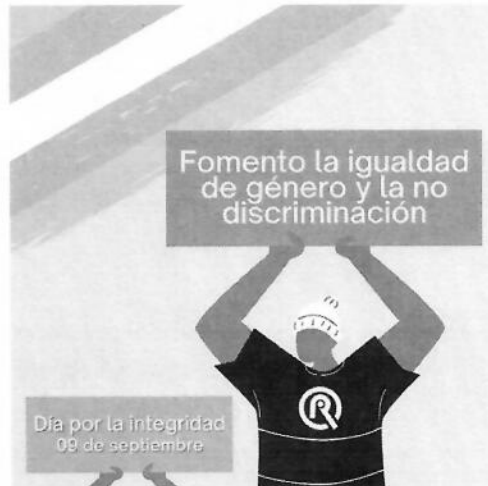 Fomento la igualdad
de género y la no
discriminación
Día por la integridad
09 de septiembre